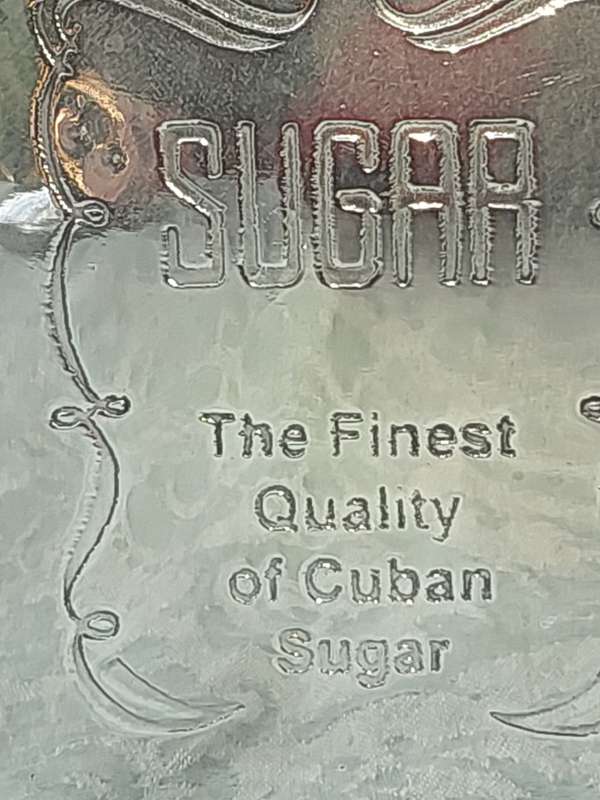 SUGAR
The Finest
Quality
of Cuban
Sugar